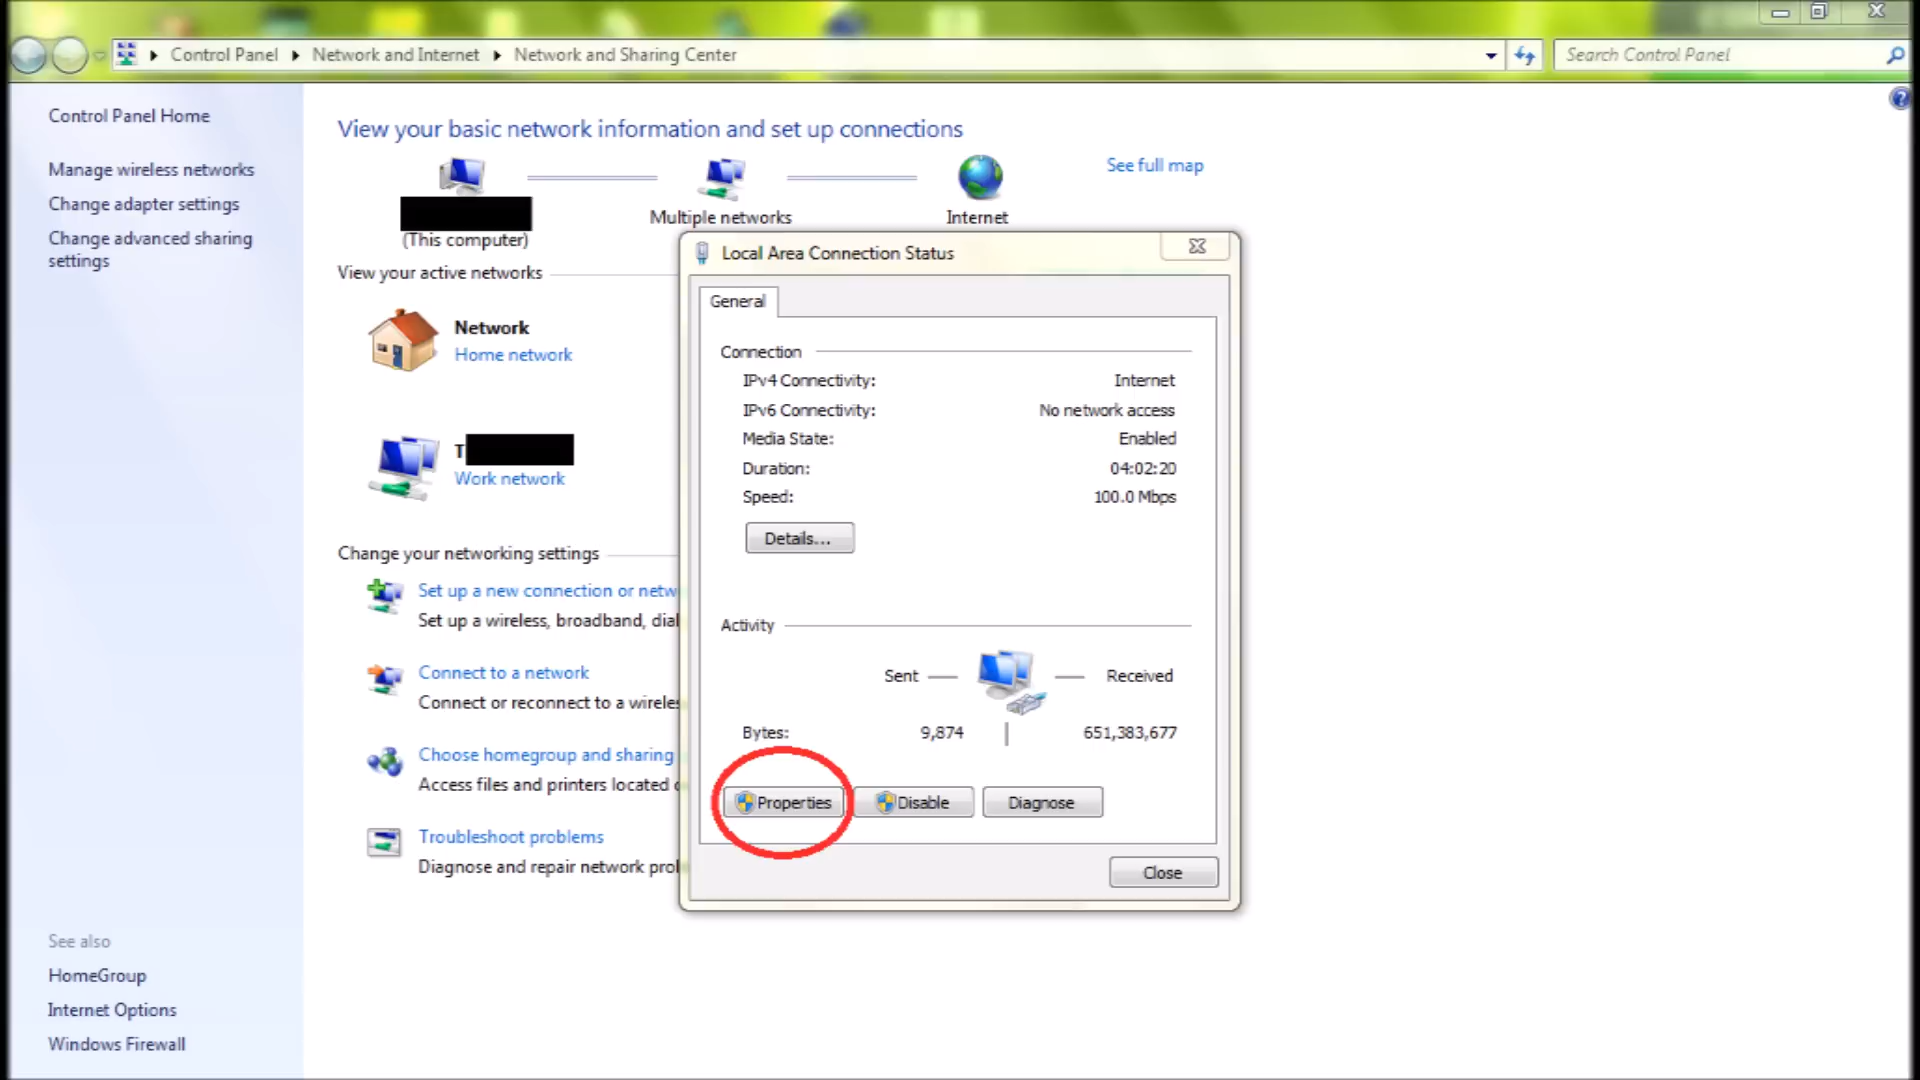 Control Panel Network and Internet Network and Sharing Center
Search Control Panel
Control Panel Home
Manage wireless networks
Change adapter settings
Change advanced sharing
settings
See also
HomeGroup
Internet Options
Windows Firewall
View your basic network information and set up connections
See full map
(This computer)
Multiple networks
Internet
View your active networks
Network
Home network
T
Work network
Change your networking settings
Set up a new connection or netw
Set up a wireless, broadband, dial
Connect to a network
Connect or reconnect to a wireles
Choose homegroup and sharing
Access files and printers located o
Troubleshoot problems
Diagnose and repair network prol
Local Area Connection Status
General
Connection
IPv4 Connectivity: Internet
IPv6 Connectivity: No network access
Media State: Enabled
Duration: 04:02:20
Speed: 100.0 Mbps
Details...
Activity
Sent Received
Bytes: 9,874 651,383,677
Properties Disable Diagnose
Close